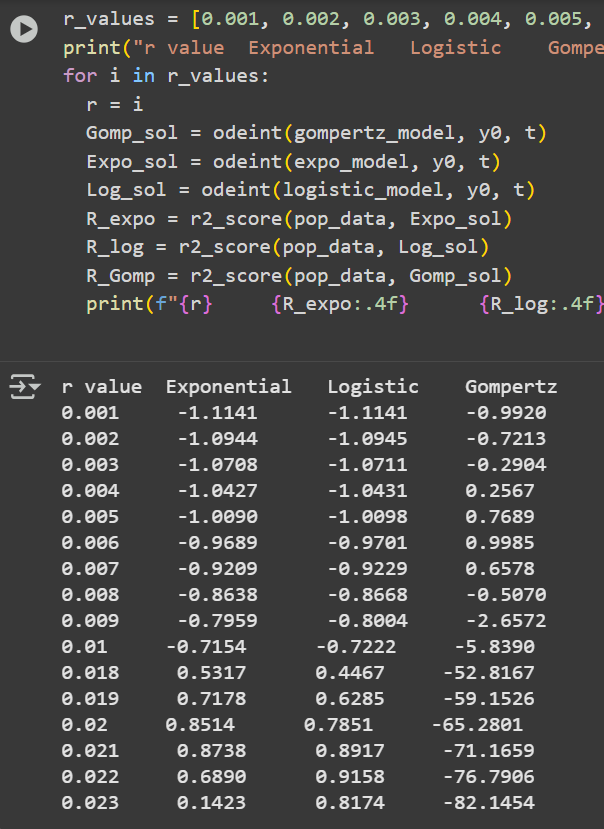 r_values = [0.001, 0.002, 0.003, 0.004, 0.005,
print("r value  Exponential   Logistic    Gompe
for i in r_values:
  r = i
  Gomp_sol = odeint(gompertz_model, y0, t)
  Expo_sol = odeint(expo_model, y0, t)
  Log_sol = odeint(logistic_model, y0, t)
  R_expo = r2_score(pop_data, Expo_sol)
  R_log = r2_score(pop_data, Log_sol)
  R_Gomp = r2_score(pop_data, Gomp_sol)
  print(f"{r}     {R_expo:.4f}      {R_log:.4f}
r value  Exponential   Logistic    Gompertz
0.001     -1.1141      -1.1141     -0.9920
0.002     -1.0944      -1.0945     -0.7213
0.003     -1.0708      -1.0711     -0.2904
0.004     -1.0427      -1.0431     0.2567
0.005     -1.0090      -1.0098     0.7689
0.006     -0.9689      -0.9701     0.9985
0.007     -0.9209      -0.9229     0.6578
0.008     -0.8638      -0.8668     -0.5070
0.009     -0.7959      -0.8004     -2.6572
0.01     -0.7154      -0.7222     -5.8390
0.018     0.5317      0.4467     -52.8167
0.019     0.7178      0.6285     -59.1526
0.02     0.8514      0.7851     -65.2801
0.021     0.8738      0.8917     -71.1659
0.022     0.6890      0.9158     -76.7906
0.023     0.1423      0.8174     -82.1454